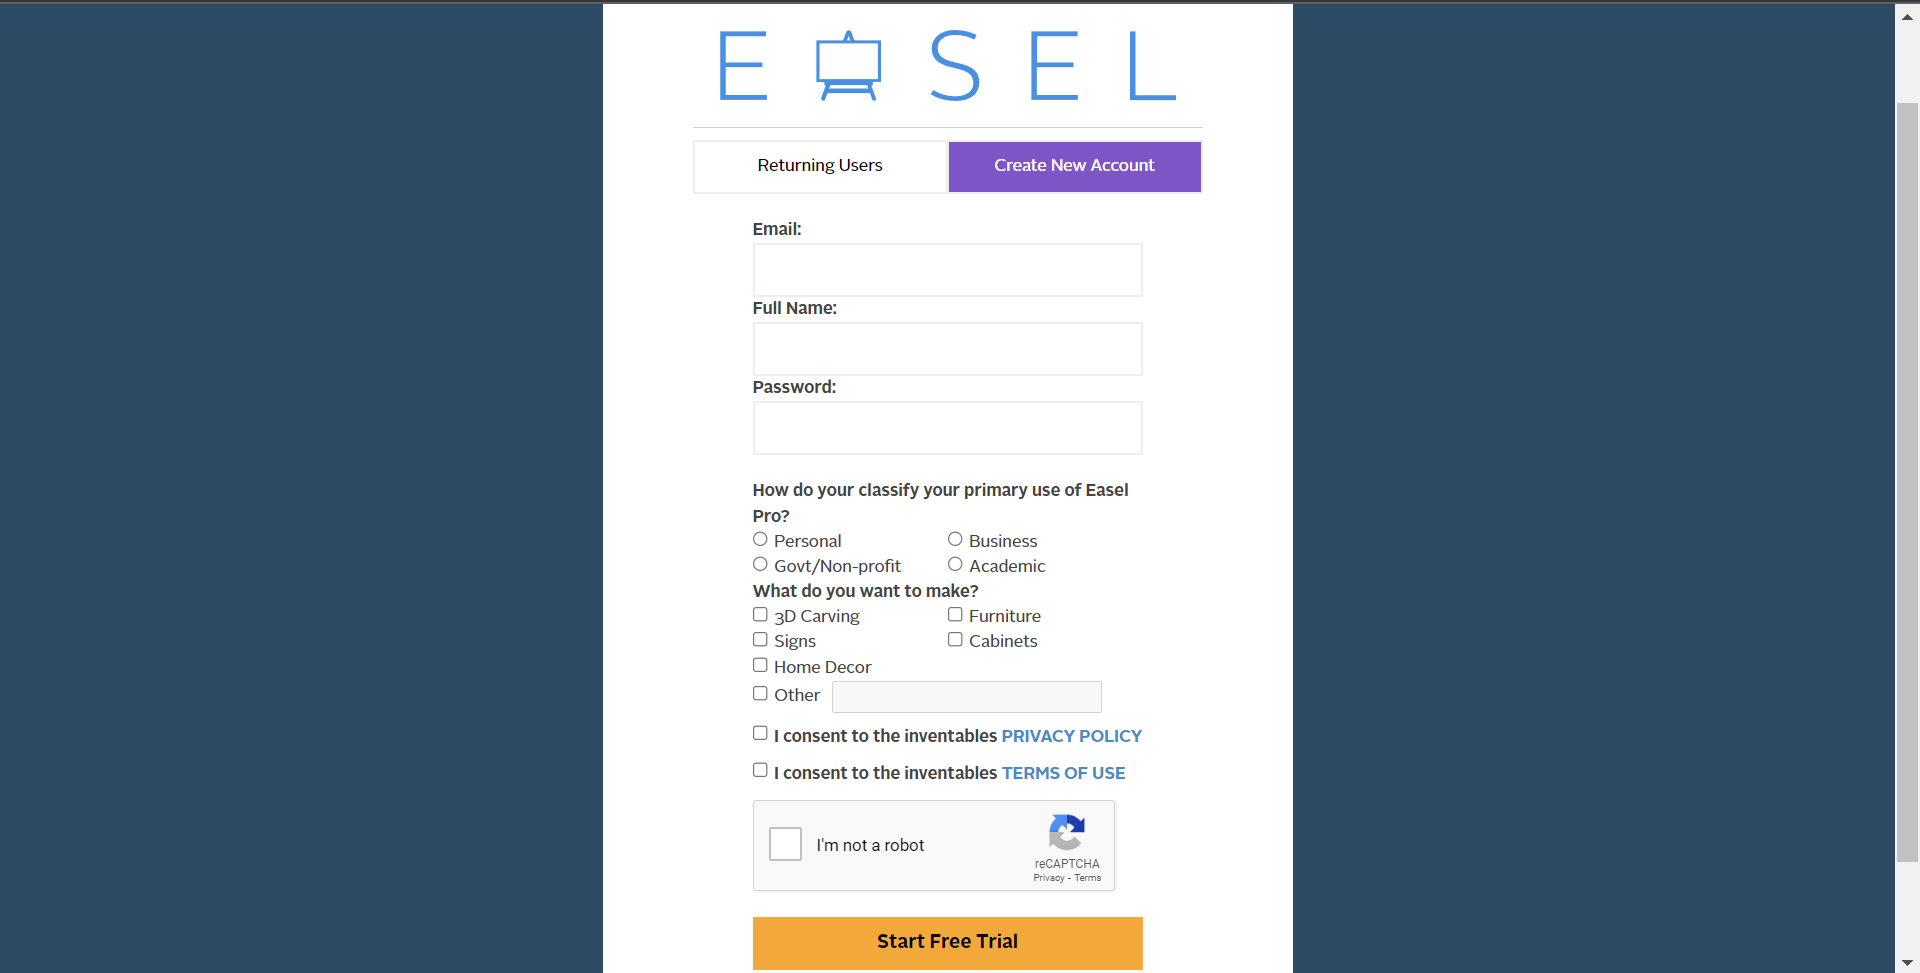 E SEL
Returning Users
Create New Account
Email:
Full Name:
Password:
How do your classify your primary use of Easel
Pro?
Personal
Business
Govt/Non-profit
Academic
What do you want to make?
3D Carving
Furniture
Signs
Cabinets
Home Decor
Other
I consent to the inventables PRIVACY POLICY
I consent to the inventables TERMS OF USE
I'm not a robot
reCAPTCHA
Privacy - Terms
Start Free Trial